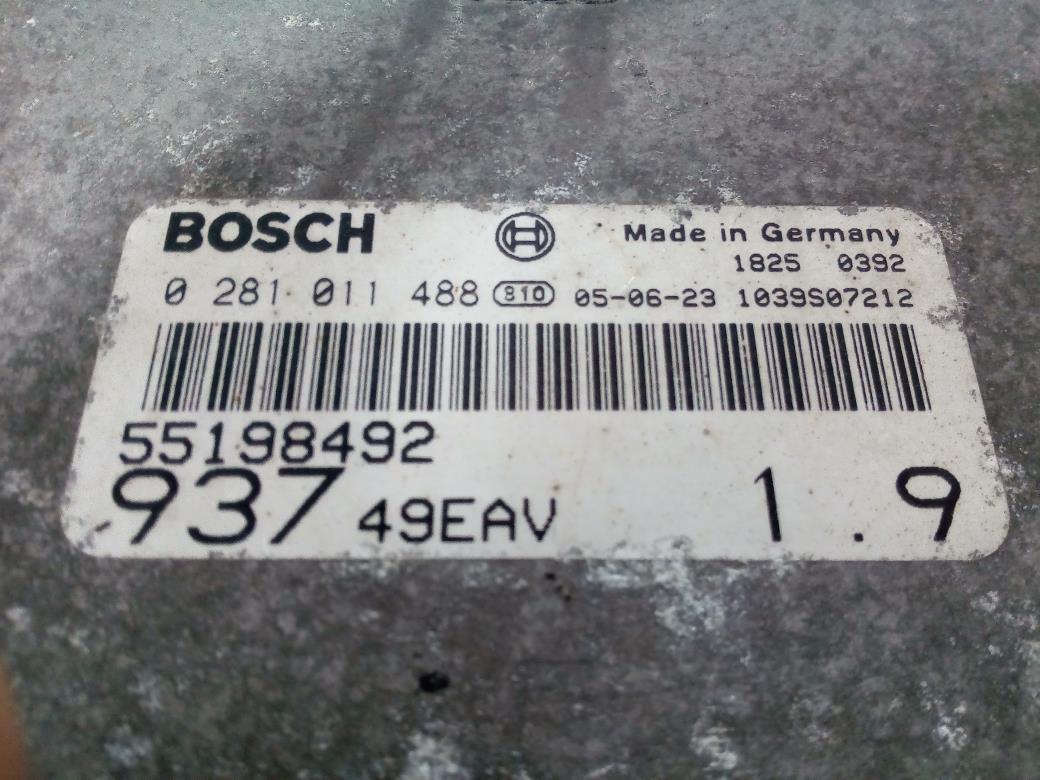 BOSCH Made in Germany
1825 0392
0 281 011 488 810 05-06-23 1039S07212
55198492
937 49EAV 1.9